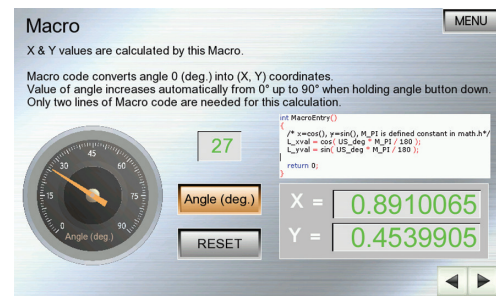 Macro
MENU
X & Y values are calculated by this Macro.
Macro code converts angle 0 (deg.) into (X, Y) coordinates.
Value of angle increases automatically from 0° up to 90° when holding angle button down.
Only two lines of Macro code are needed for this calculation.
int MacroEntry()
{
/* x=cos(), y=sin(), M_PI is defined constant in math.h*/
L_xval = cos( US_deg * M_PI / 180 );
L_yval = sin( US_deg * M_PI / 180 );
return 0;
}
0
15
30
45
60
75
90
Angle (deg.)
27
Angle (deg.)
RESET
X = 0.8910065
Y = 0.4539905